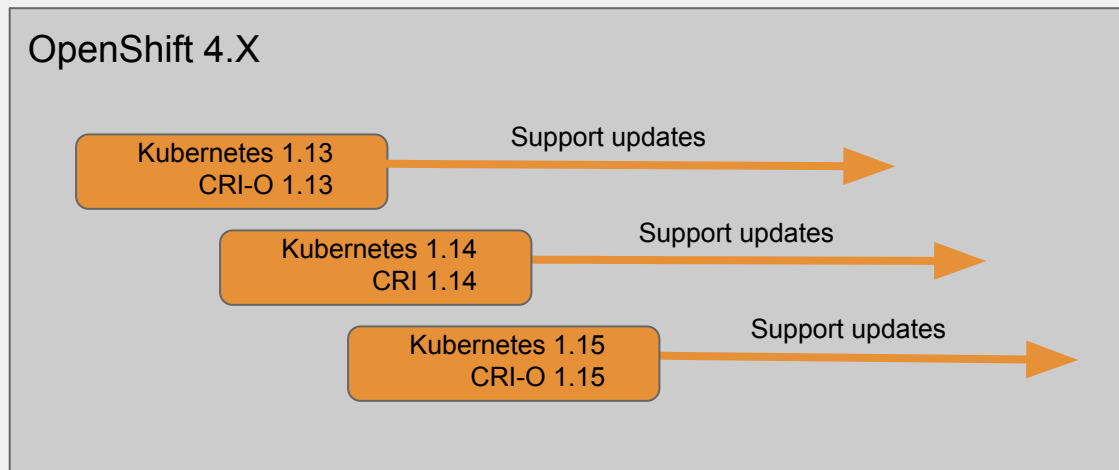 OpenShift 4.X
Kubernetes 1.13
CRI-O 1.13
Support updates
Kubernetes 1.14
CRI 1.14
Support updates
Kubernetes 1.15
CRI-O 1.15
Support updates